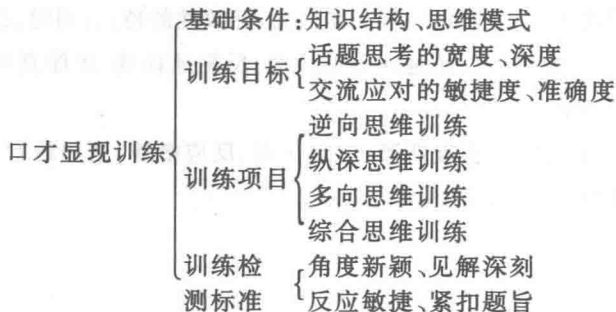 基础条件:知识结构、思维模式
训练目标
话题思考的宽度、深度
交流应对的敏捷度、准确度
口才显现训练
训练项目
逆向思维训练
纵深思维训练
多向思维训练
综合思维训练
训练检
测标准
角度新颖、见解深刻
反应敏捷、紧扣题旨